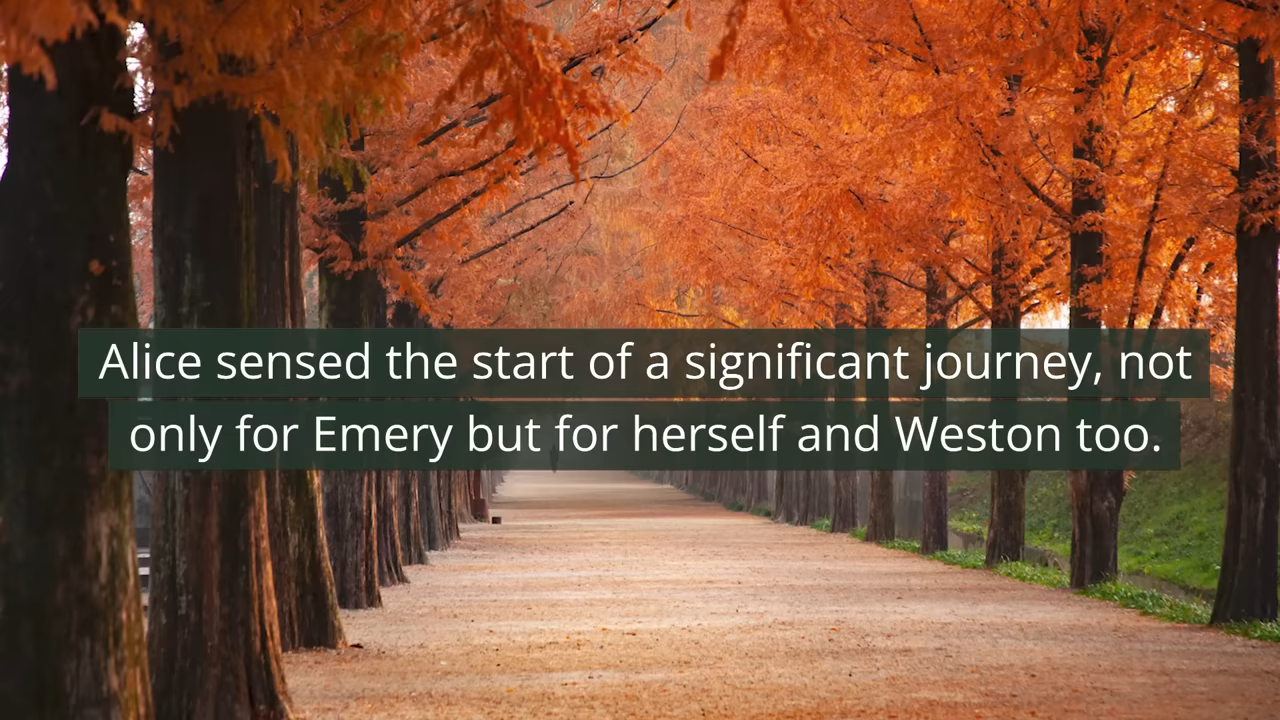 Alice sensed the start of a significant journey, not
only for Emery but for herself and Weston too.